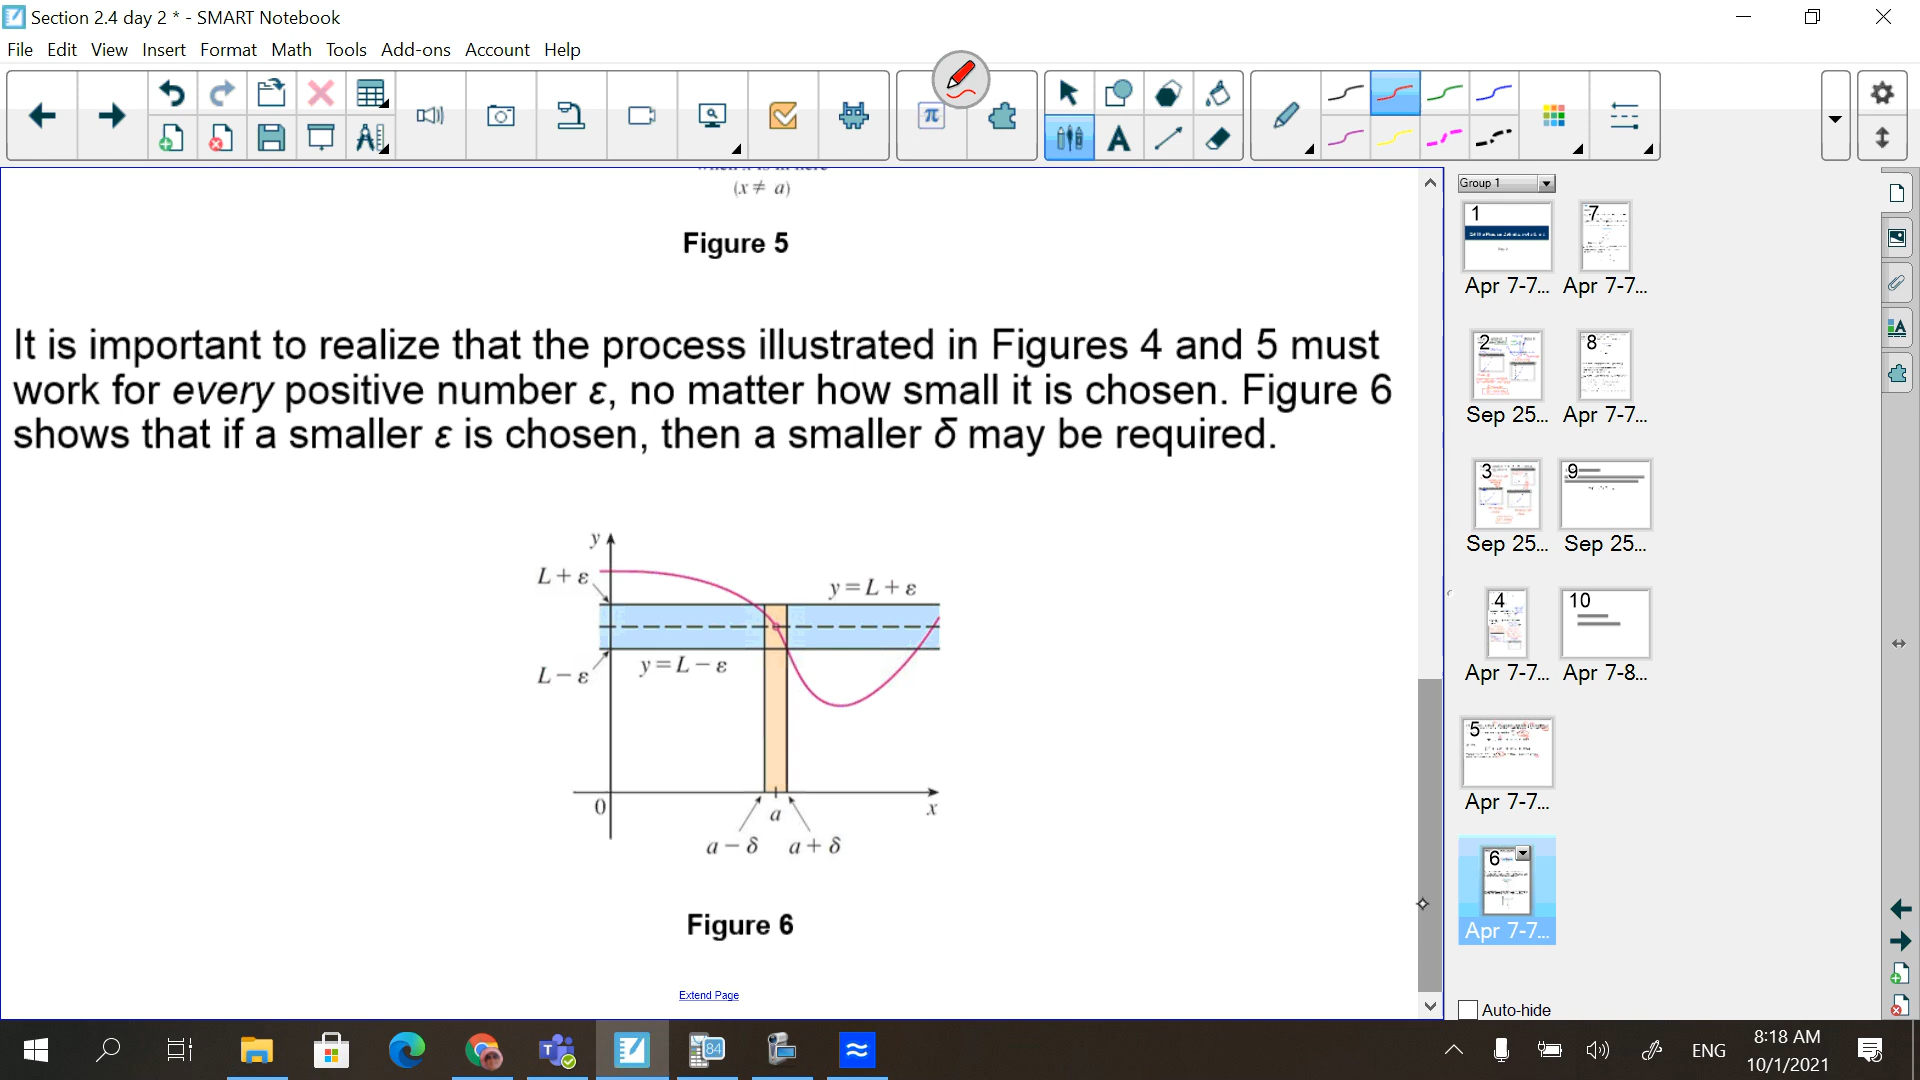 Section 2.4 day 2 * - SMART Notebook
File Edit View Insert Format Math Tools Add-ons Account Help
(x ≠ a)
Figure 5
It is important to realize that the process illustrated in Figures 4 and 5 must
work for every positive number ε, no matter how small it is chosen. Figure 6
shows that if a smaller ε is chosen, then a smaller δ may be required.
y
L + ε
y = L + ε
y = L − ε
L − ε
0
a
x
a − δ a + δ
Figure 6
Extend Page
Group 1
1 7
Apr 7-7... Apr 7-7...
2 8
Sep 25... Apr 7-7...
3 9
Sep 25... Sep 25...
4 10
Apr 7-7... Apr 7-8...
5
Apr 7-7...
6
Apr 7-7...
Auto-hide
84
ENG
8:18 AM
10/1/2021